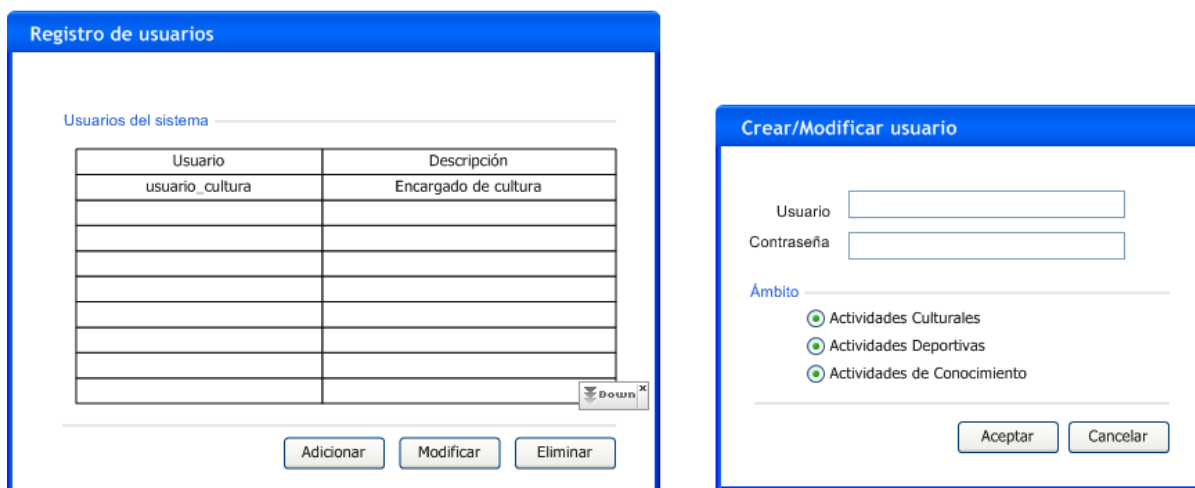 Registro de usuarios
Usuarios del sistema
Usuario Descripción
usuario_cultura Encargado de cultura
Down
Adicionar Modificar Eliminar
Crear/Modificar usuario
Usuario
Contraseña
Ámbito
Actividades Culturales
Actividades Deportivas
Actividades de Conocimiento
Aceptar Cancelar